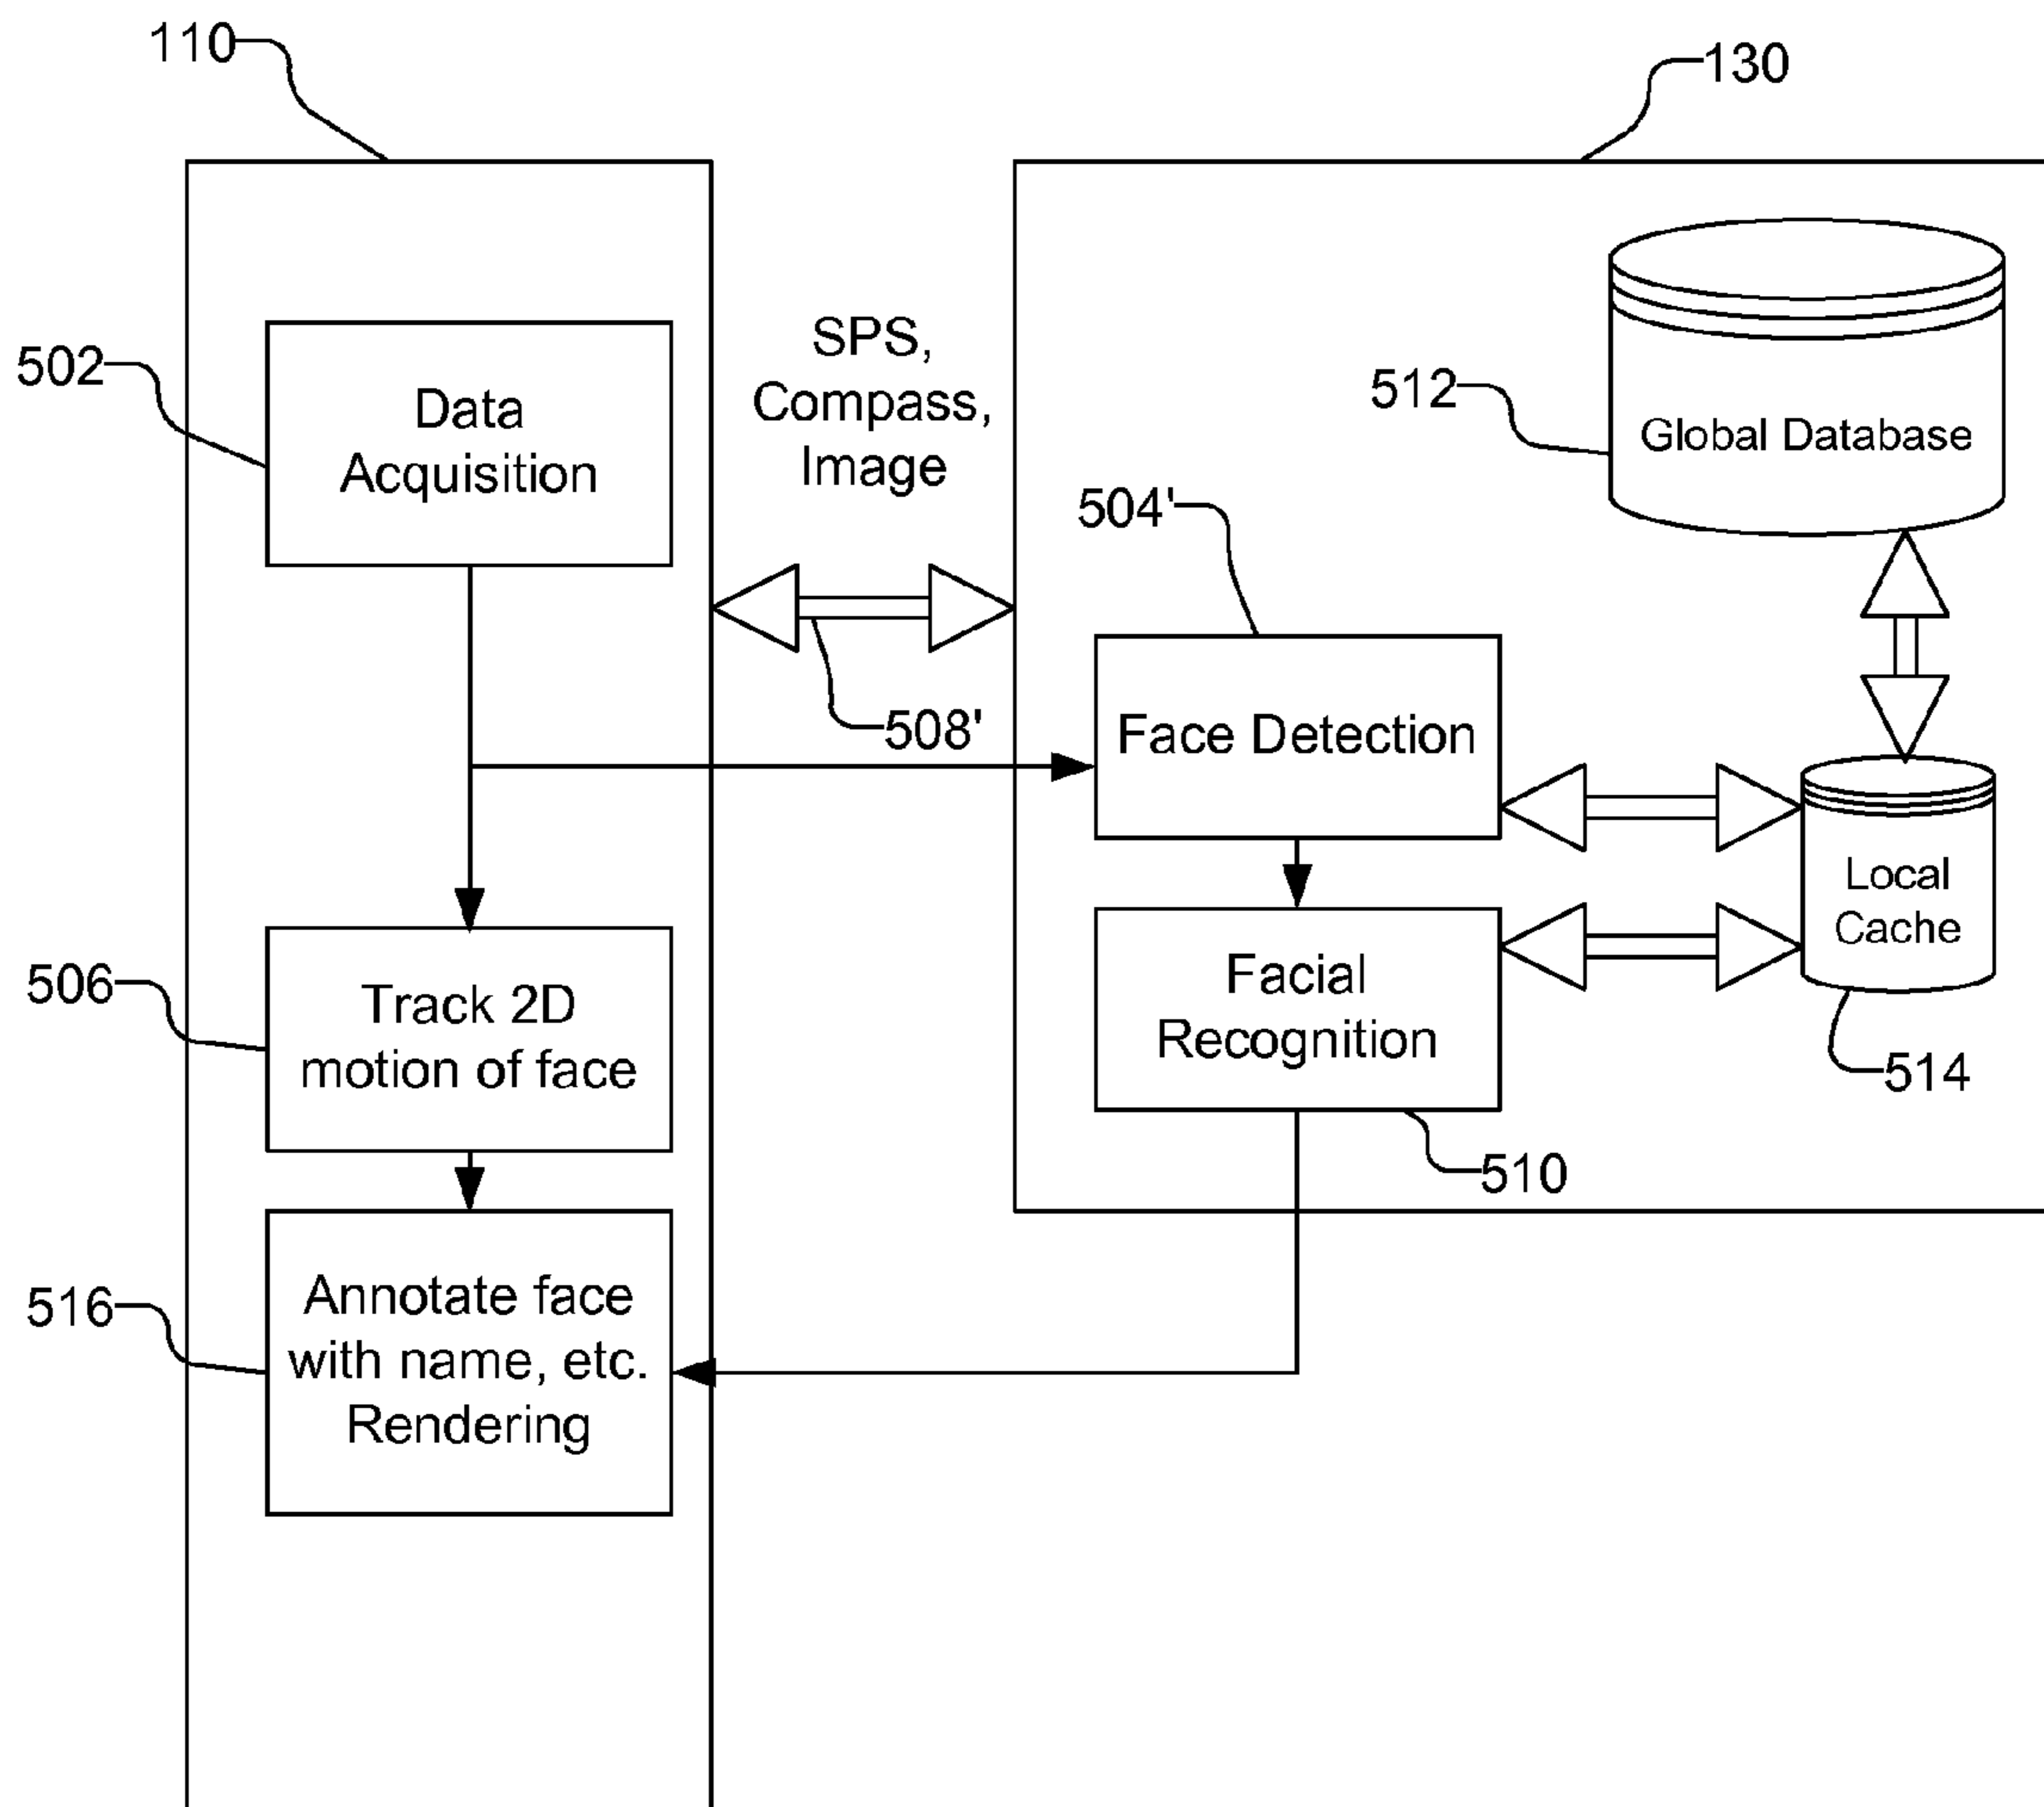 110
130
502
Data
Acquisition
SPS,
Compass,
Image
512
Global Database
504'
508'
Face Detection
506
Track 2D
motion of face
Facial
Recognition
Local
Cache
514
510
516
Annotate face
with name, etc.
Rendering